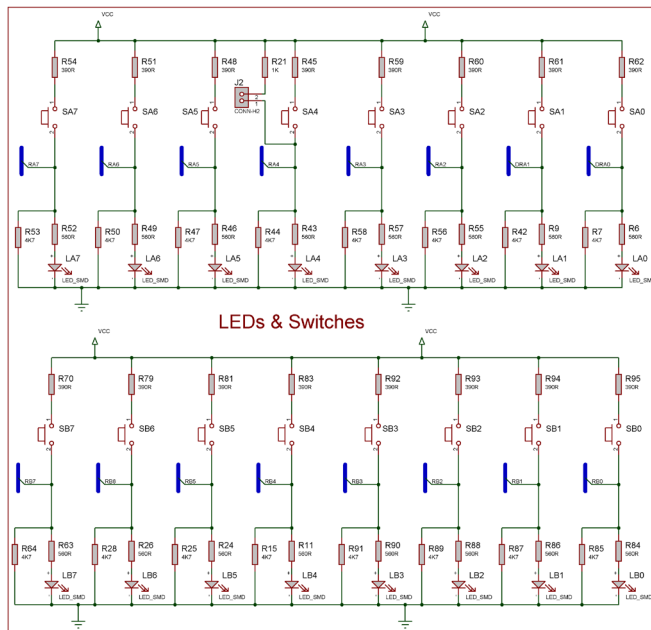 VCC VCC
R54 R51 R48 R21 R45 R59 R60 R61 R62
390R 390R 390R 1K 390R 390R 390R 390R 390R
J2
SA7 SA6 SA5 SA4 SA3 SA2 SA1 SA0
CONN-H2
RA7 RA6 RA5 RA4 RA3 RA2 DRA1 DRA0
R53 R52 R50 R49 R47 R46 R44 R43 R58 R57 R56 R55 R42 R9 R7 R6
4K7 560R 4K7 560R 4K7 560R 4K7 560R 4K7 560R 4K7 560R 4K7 560R 4K7 560R
LA7 LA6 LA5 LA4 LA3 LA2 LA1 LA0
LED_SMD LED_SMD LED_SMD LED_SMD LED_SMD LED_SMD LED_SMD LED_SMD
LEDs & Switches
VCC VCC
R70 R79 R81 R83 R92 R93 R94 R95
390R 390R 390R 390R 390R 390R 390R 390R
SB7 SB6 SB5 SB4 SB3 SB2 SB1 SB0
RB7 RB6 RB5 RB4 RB3 RB2 RB1 RB0
R64 R63 R28 R26 R25 R24 R15 R11 R91 R90 R89 R88 R87 R86 R85 R84
4K7 560R 4K7 560R 4K7 560R 4K7 560R 4K7 560R 4K7 560R 4K7 560R 4K7 560R
LB7 LB6 LB5 LB4 LB3 LB2 LB1 LB0
LED_SMD LED_SMD LED_SMD LED_SMD LED_SMD LED_SMD LED_SMD LED_SMD